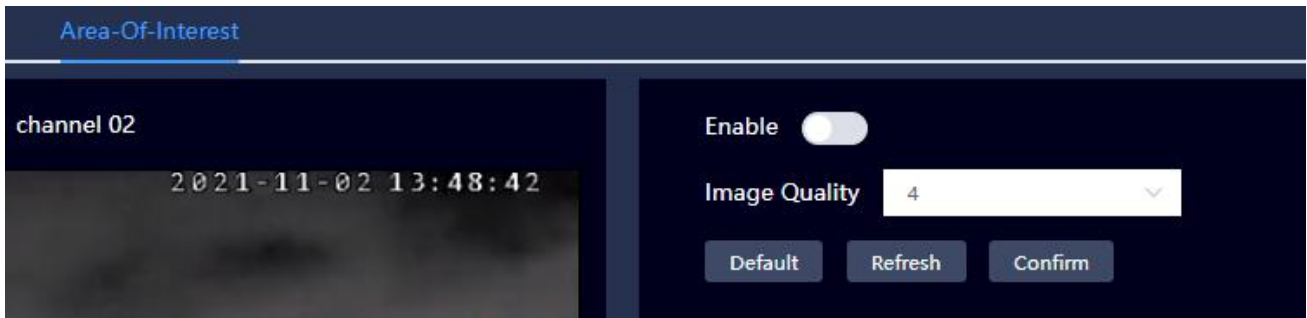 Area-Of-Interest
channel 02
2021-11-02 13:48:42
Enable
Image Quality 4
Default Refresh Confirm